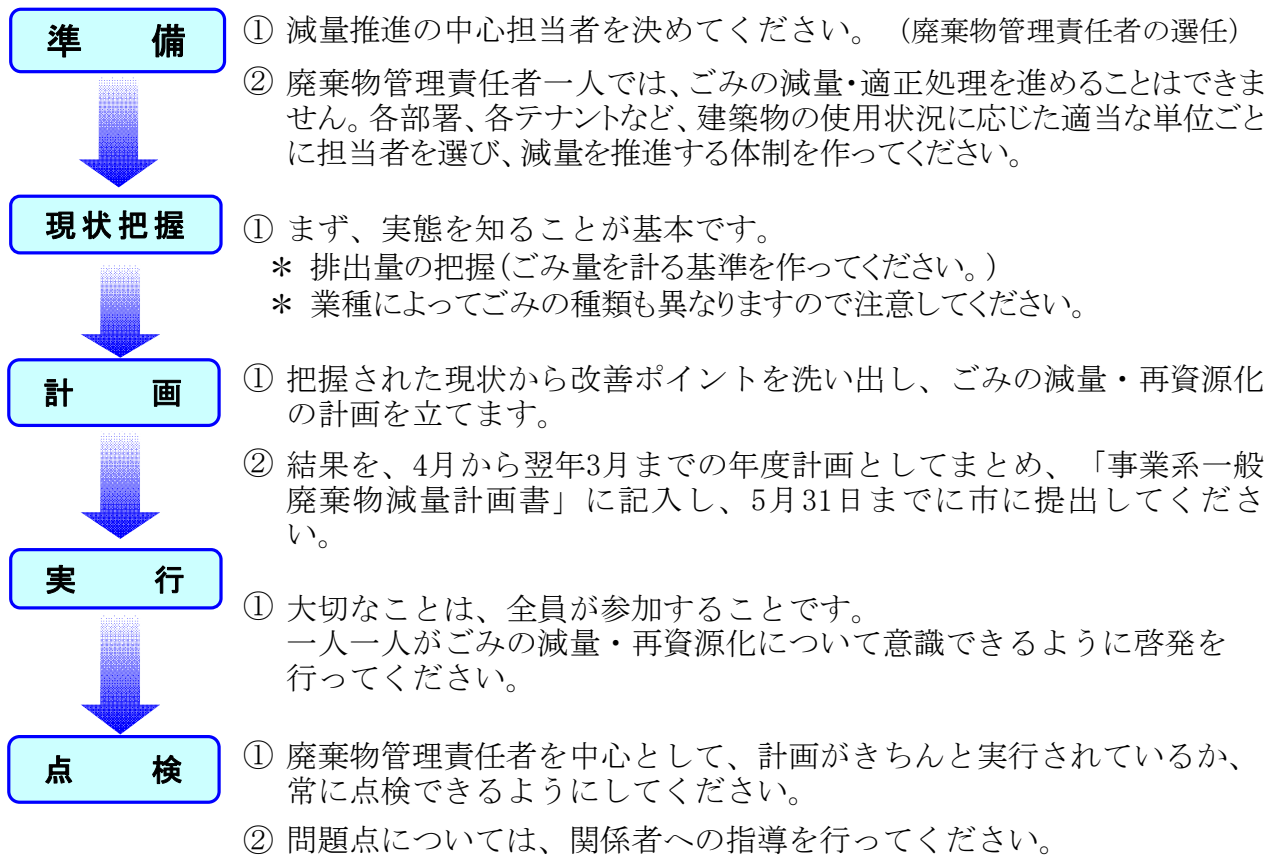 準　備
① 減量推進の中心担当者を決めてください。（廃棄物管理責任者の選任）
② 廃棄物管理責任者一人では、ごみの減量・適正処理を進めることはできま
せん。各部署、各テナントなど、建築物の使用状況に応じた適当な単位ごと
に担当者を選び、減量を推進する体制を作ってください。
現状把握
① まず、実態を知ることが基本です。
＊ 排出量の把握(ごみ量を計る基準を作ってください。)
＊ 業種によってごみの種類も異なりますので注意してください。
計　画
① 把握された現状から改善ポイントを洗い出し、ごみの減量・再資源化
の計画を立てます。
② 結果を、4月から翌年3月までの年度計画としてまとめ、「事業系一般
廃棄物減量計画書」に記入し、5月31日までに市に提出してくださ
い。
実　行
① 大切なことは、全員が参加することです。
一人一人がごみの減量・再資源化について意識できるように啓発を
行ってください。
点　検
① 廃棄物管理責任者を中心として、計画がきちんと実行されているか、
常に点検できるようにしてください。
② 問題点については、関係者への指導を行ってください。